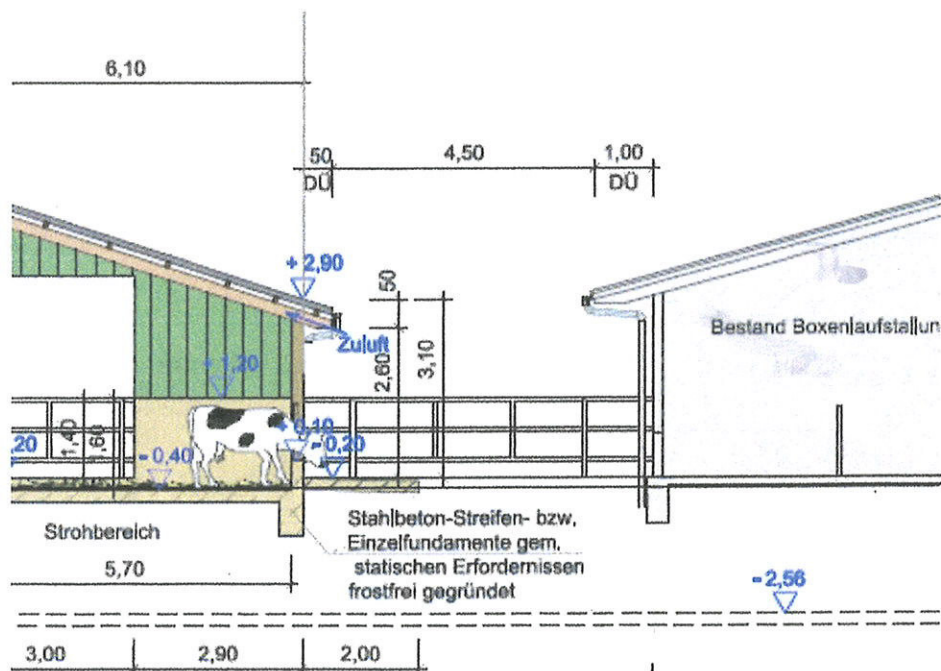 6,10
50
4,50
1,00
DÜ
DÜ
+ 2,90
50
Zuluft
2,60
3,10
Bestand Boxenlaufstallun
+ 1,20
1,40
1,60
+ 0,10
,20
- 0,20
- 0,40
Strohbereich
Stahlbeton-Streifen- bzw.
Einzelfundamente gem.
statischen Erfordernissen
frostfrei gegründet
5,70
- 2,56
3,00
2,90
2,00